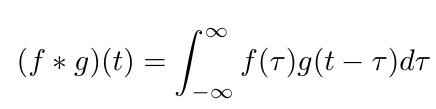 (f ∗ g)(t) = ∫_{−∞}^{∞} f(τ)g(t − τ)dτ